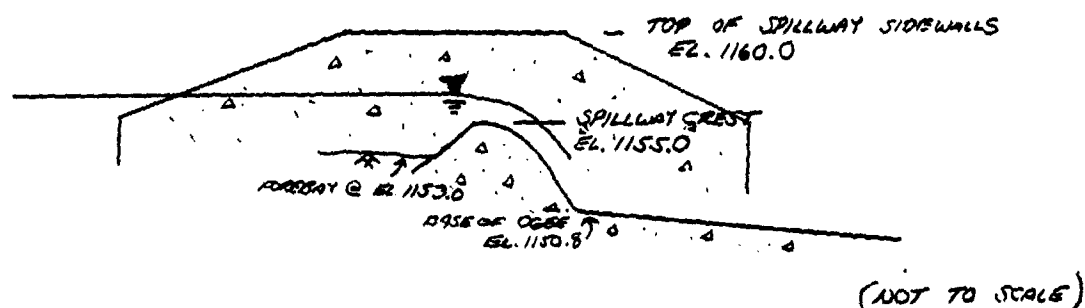 TOP OF SPILLWAY SIDEWALLS
EL. 1160.0
SPILLWAY CREST
EL. 1155.0
FOREBAY @ EL 1153.0
BASE OF OGEE
EL. 1150.8
(NOT TO SCALE)